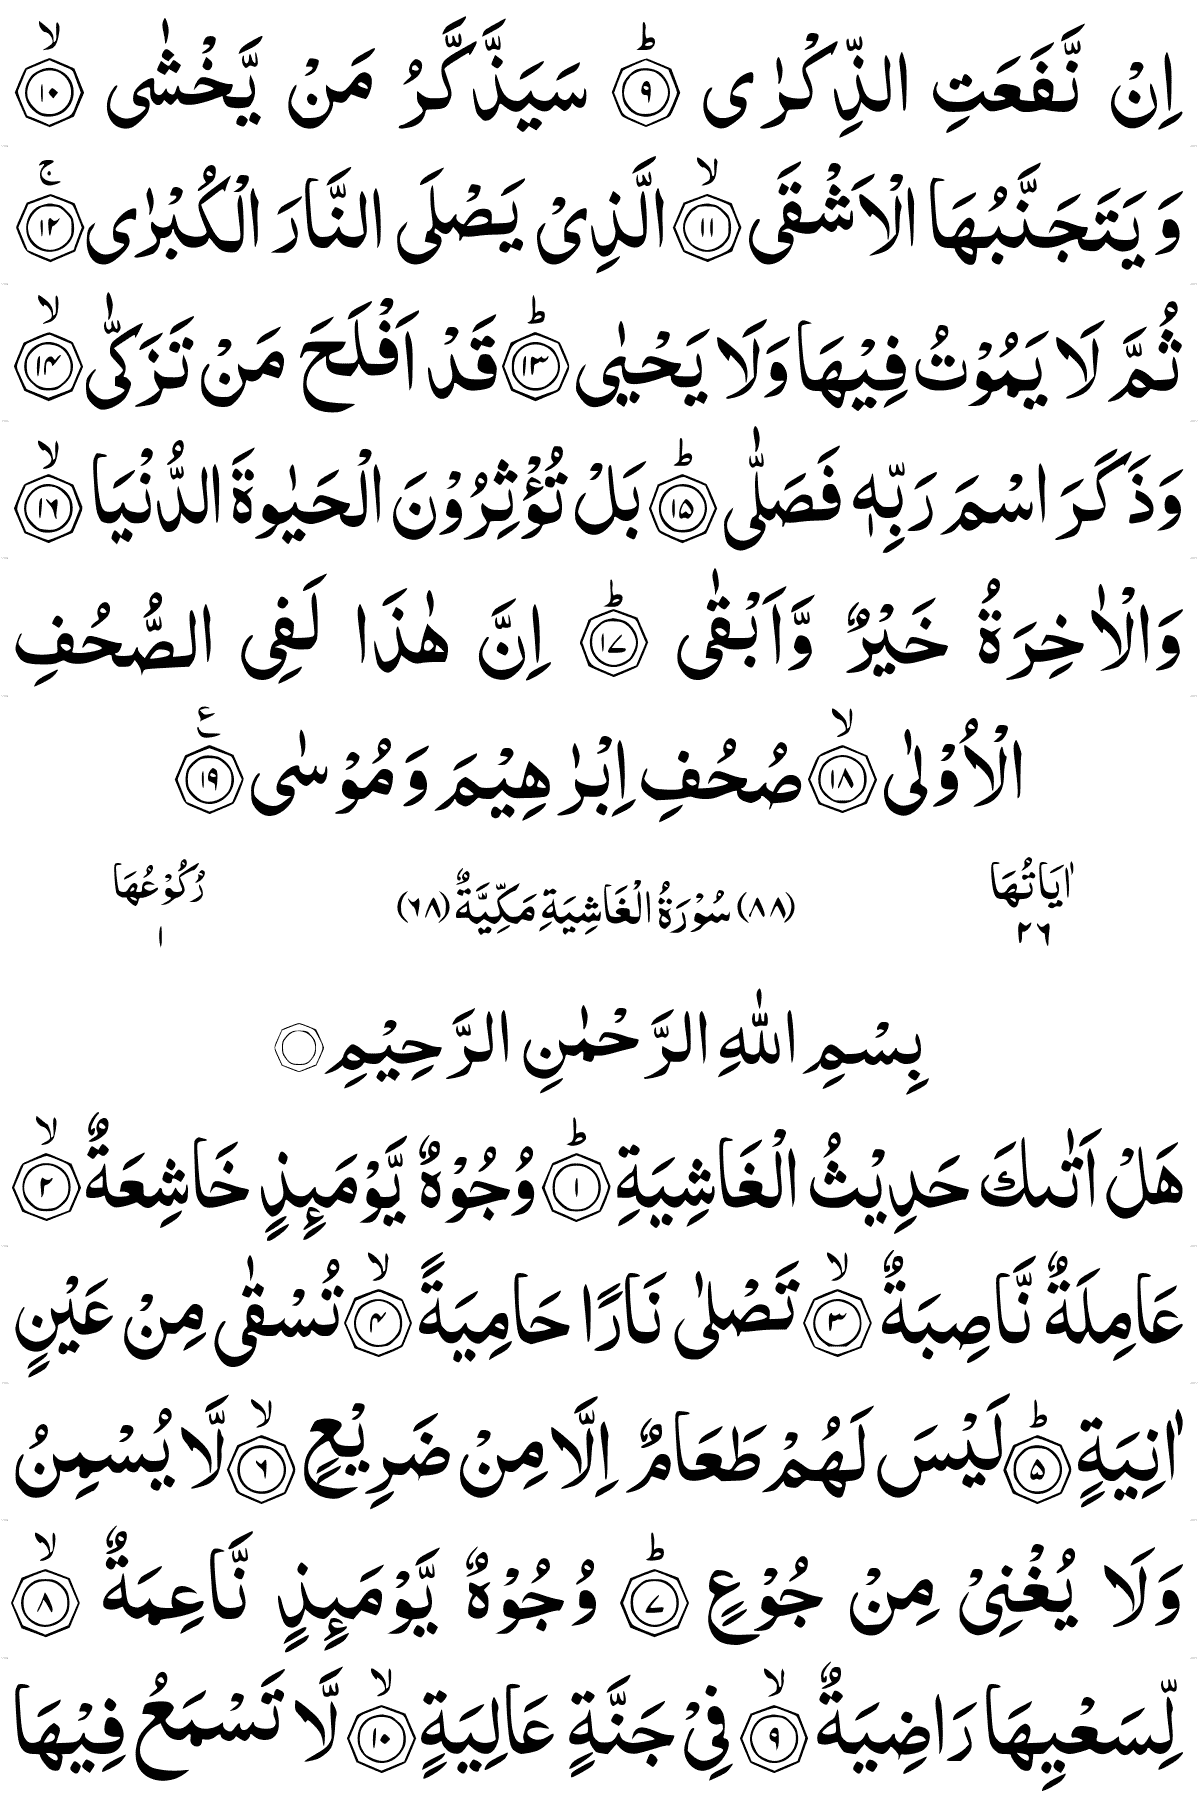 اِنْ نَّفَعَتِ الذِّكْرٰى ؕ﴿۹﴾ سَيَذَّكَّرُ مَنْ يَّخْشٰى ۙ﴿۱۰﴾
وَ يَتَجَنَّبُهَا الْاَشْقَى ۙ﴿۱۱﴾ الَّذِىْ يَصْلَى النَّارَ الْكُبْرٰى ۚ﴿۱۲﴾
ثُمَّ لَا يَمُوْتُ فِيْهَا وَلَا يَحْيٰى ؕ﴿۱۳﴾ قَدْ اَفْلَحَ مَنْ تَزَكّٰى ۙ﴿۱۴﴾
وَذَكَرَ اسْمَ رَبِّهٖ فَصَلّٰى ؕ﴿۱۵﴾ بَلْ تُؤْثِرُوْنَ الْحَيٰوةَ الدُّنْيَا ۙ﴿۱۶﴾
وَالْاٰخِرَةُ خَيْرٌ وَّاَبْقٰى ؕ﴿۱۷﴾ اِنَّ هٰذَا لَفِى الصُّحُفِ
الْاُوْلٰى ۙ﴿۱۸﴾ صُحُفِ اِبْرٰهِيْمَ وَمُوْسٰى ﴿۱۹﴾ ع
اٰيَاتُهَا ۲۶ (۸۸) سُوْرَةُ الْغَاشِيَةِ مَكِّيَّةٌ (۶۸) رُكُوْعُهَا ۱
بِسْمِ اللّٰهِ الرَّحْمٰنِ الرَّحِيْمِ
هَلْ اَتٰٮكَ حَدِيْثُ الْغَاشِيَةِ ؕ﴿۱﴾ وُجُوْهٌ يَّوْمَٮِٕذٍ خَاشِعَةٌ ۙ﴿۲﴾
عَامِلَةٌ نَّاصِبَةٌ ۙ﴿۳﴾ تَصْلٰى نَارًا حَامِيَةً ۙ﴿۴﴾ تُسْقٰى مِنْ عَيْنٍ
اٰنِيَةٍ ؕ﴿۵﴾ لَيْسَ لَهُمْ طَعَامٌ اِلَّا مِنْ ضَرِيْعٍ ۙ﴿۶﴾ لَّا يُسْمِنُ
وَلَا يُغْنِىْ مِنْ جُوْعٍ ؕ﴿۷﴾ وُجُوْهٌ يَّوْمَٮِٕذٍ نَّاعِمَةٌ ۙ﴿۸﴾
لِّسَعْيِهَا رَاضِيَةٌ ۙ﴿۹﴾ فِىْ جَنَّةٍ عَالِيَةٍ ۙ﴿۱۰﴾ لَّا تَسْمَعُ فِيْهَا